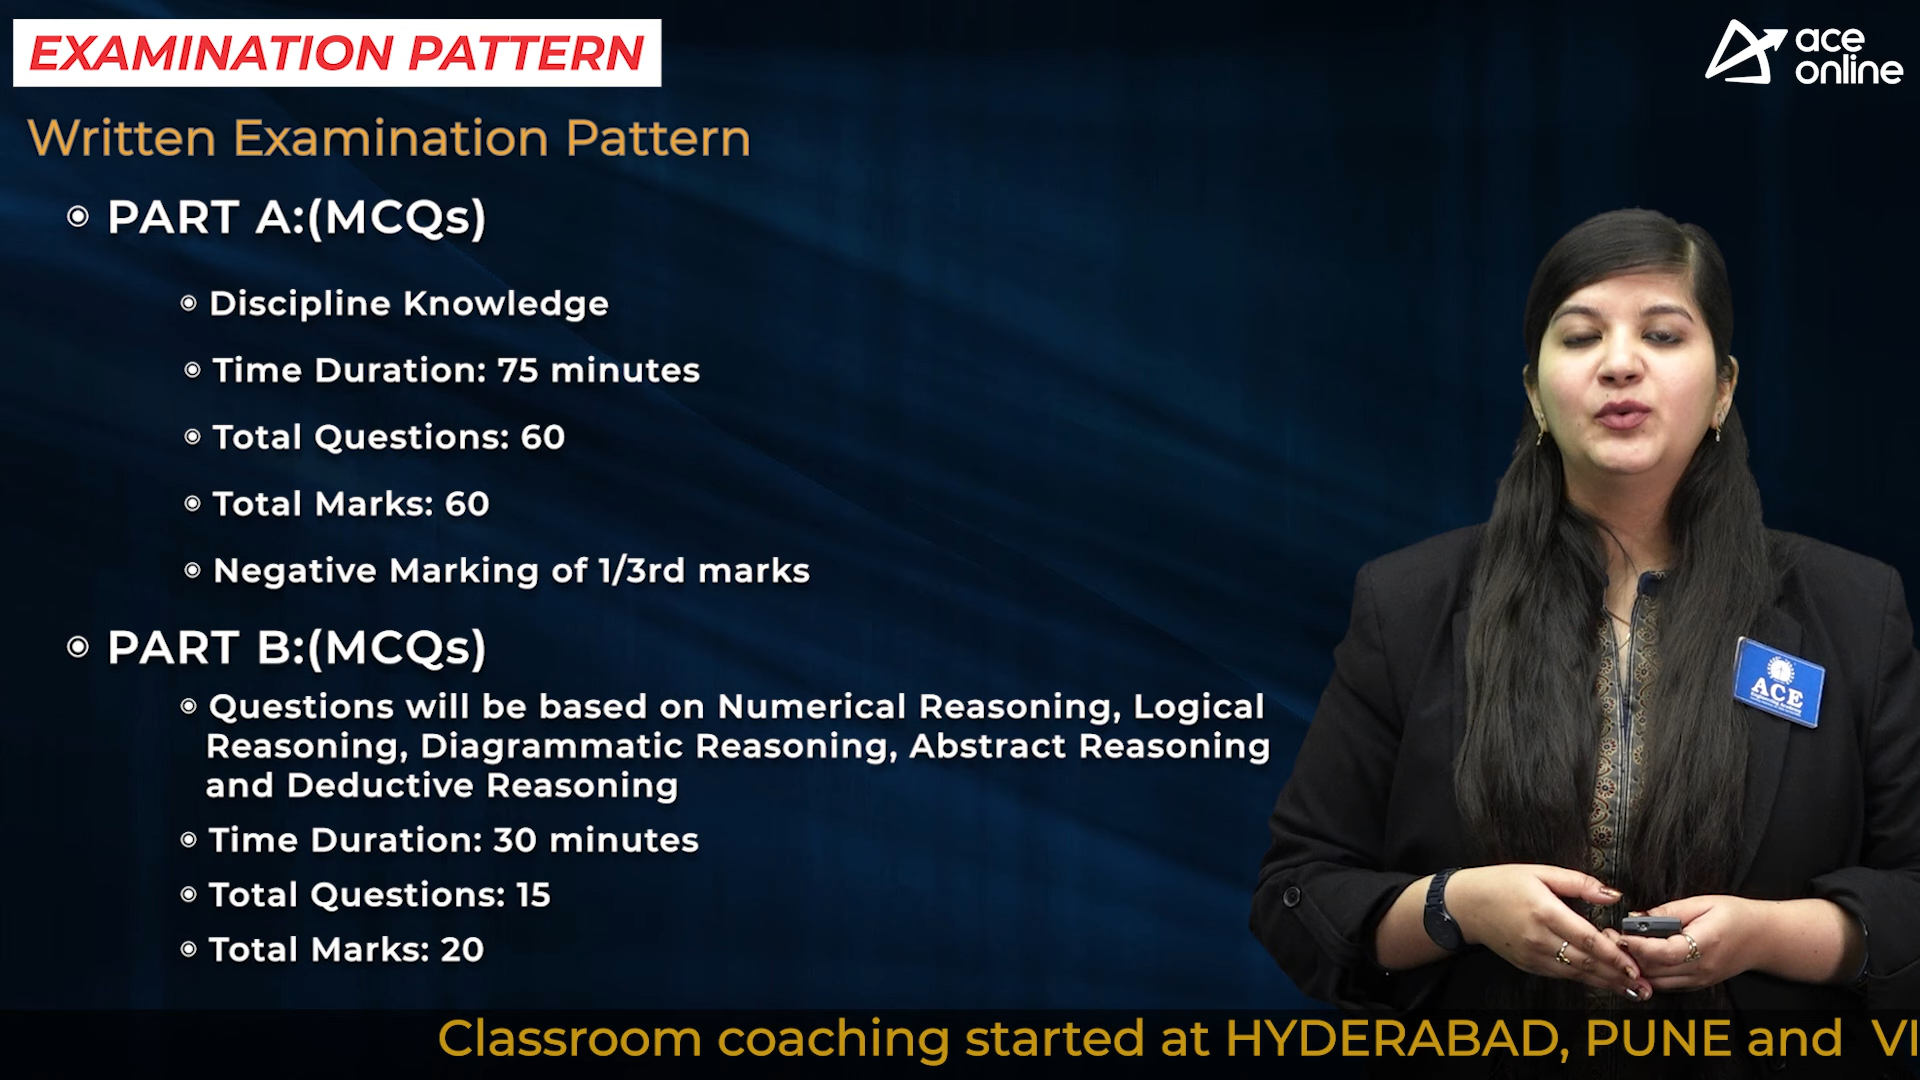 EXAMINATION PATTERN
ace
online
Written Examination Pattern
PART A:(MCQs)
Discipline Knowledge
Time Duration: 75 minutes
Total Questions: 60
Total Marks: 60
Negative Marking of 1/3rd marks
PART B:(MCQs)
Questions will be based on Numerical Reasoning, Logical
Reasoning, Diagrammatic Reasoning, Abstract Reasoning
and Deductive Reasoning
Time Duration: 30 minutes
Total Questions: 15
Total Marks: 20
ACE
Classroom coaching started at HYDERABAD, PUNE and VI